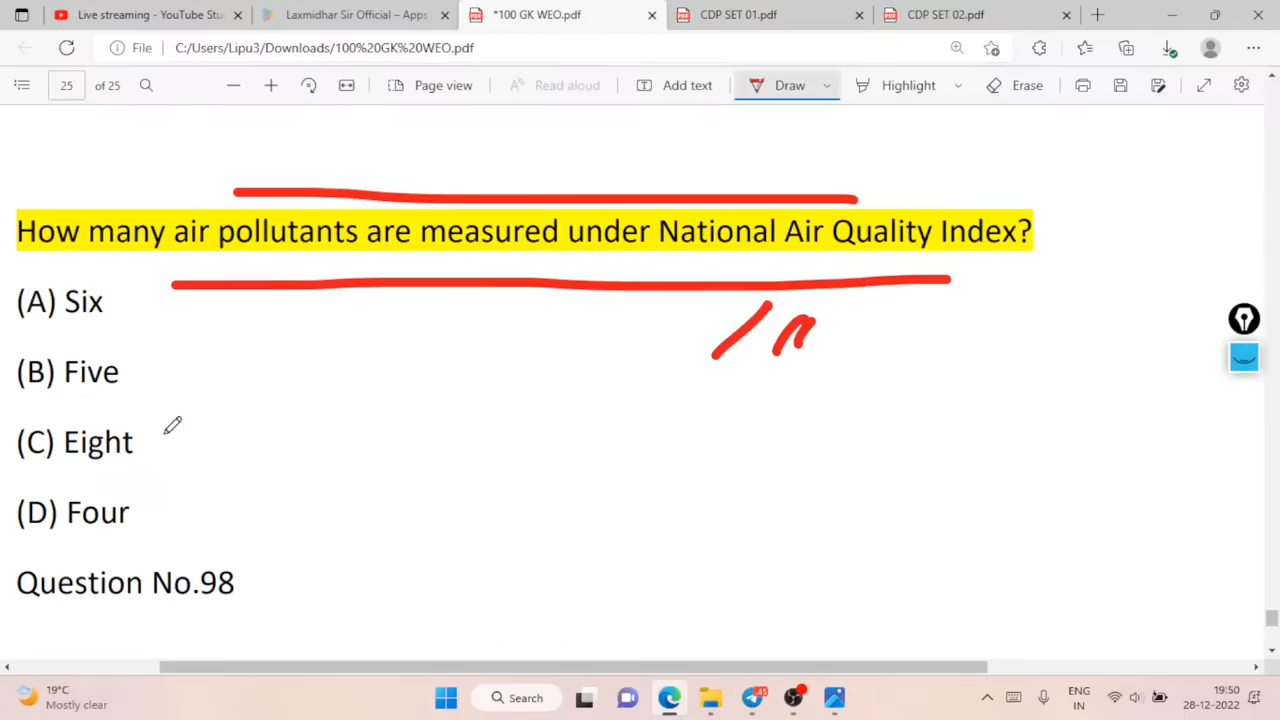 Live streaming - YouTube Stu
Laxmidhar Sir Official – Apps
*100 GK WEO.pdf
CDP SET 01.pdf
CDP SET 02.pdf
File
C:/Users/Lipu3/Downloads/100%20GK%20WEO.pdf
25 of 25
Page view
Read aloud
Add text
Draw
Highlight
Erase
How many air pollutants are measured under National Air Quality Index?
(A) Six
(B) Five
(C) Eight
(D) Four
Question No.98
19°C
Mostly clear
Search
45
ENG
IN
19:50
28-12-2022